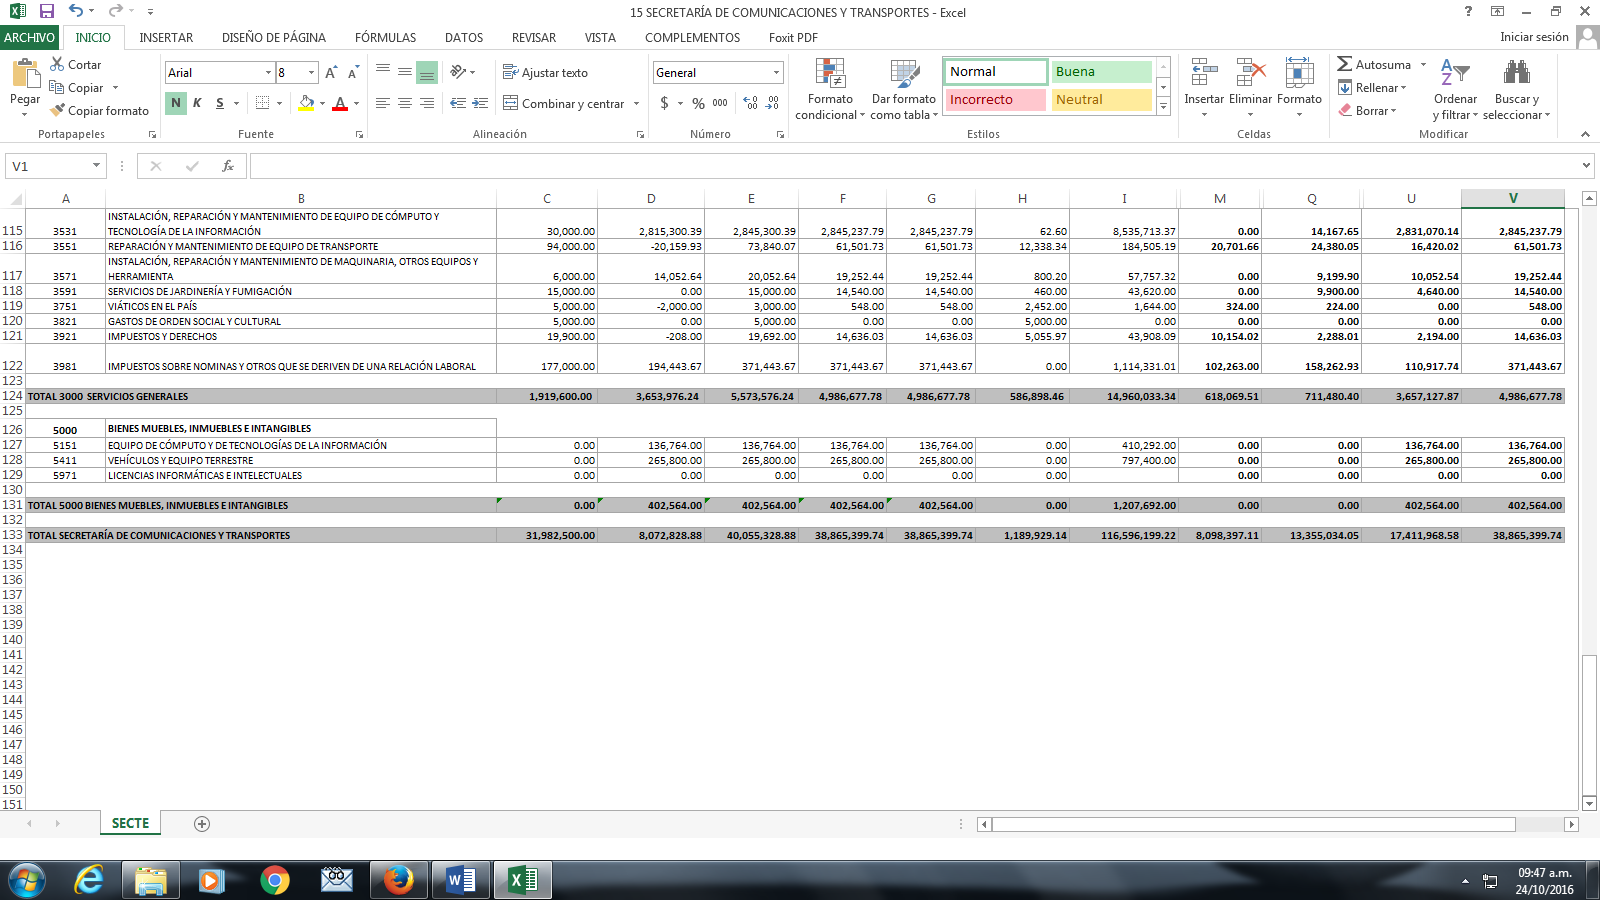 15 SECRETARÍA DE COMUNICACIONES Y TRANSPORTES - Excel
ARCHIVO INICIO INSERTAR DISEÑO DE PÁGINA FÓRMULAS DATOS REVISAR VISTA COMPLEMENTOS Foxit PDF Iniciar sesión
Pegar Cortar Copiar Copiar formato Portapapeles
Arial 8 A A N K S A Fuente
Ajustar texto Combinar y centrar Alineación
General $ % 000 Número
Formato condicional Dar formato como tabla Normal Buena Incorrecto Neutral Estilos
Insertar Eliminar Formato Celdas
Autosuma Rellenar Borrar Ordenar y filtrar Buscar y seleccionar Modificar
V1 fx
A B C D E F G H I M Q U V
INSTALACIÓN, REPARACIÓN Y MANTENIMIENTO DE EQUIPO DE CÓMPUTO Y
115 3531 TECNOLOGÍA DE LA INFORMACIÓN 30,000.00 2,815,300.39 2,845,300.39 2,845,237.79 2,845,237.79 62.60 8,535,713.37 0.00 14,167.65 2,831,070.14 2,845,237.79
116 3551 REPARACIÓN Y MANTENIMIENTO DE EQUIPO DE TRANSPORTE 94,000.00 -20,159.93 73,840.07 61,501.73 61,501.73 12,338.34 184,505.19 20,701.66 24,380.05 16,420.02 61,501.73
INSTALACIÓN, REPARACIÓN Y MANTENIMIENTO DE MAQUINARIA, OTROS EQUIPOS Y
117 3571 HERRAMIENTA 6,000.00 14,052.64 20,052.64 19,252.44 19,252.44 800.20 57,757.32 0.00 9,199.90 10,052.54 19,252.44
118 3591 SERVICIOS DE JARDINERÍA Y FUMIGACIÓN 15,000.00 0.00 15,000.00 14,540.00 14,540.00 460.00 43,620.00 0.00 9,900.00 4,640.00 14,540.00
119 3751 VIÁTICOS EN EL PAÍS 5,000.00 -2,000.00 3,000.00 548.00 548.00 2,452.00 1,644.00 324.00 224.00 0.00 548.00
120 3821 GASTOS DE ORDEN SOCIAL Y CULTURAL 5,000.00 0.00 5,000.00 0.00 0.00 5,000.00 0.00 0.00 0.00 0.00 0.00
121 3921 IMPUESTOS Y DERECHOS 19,900.00 -208.00 19,692.00 14,636.03 14,636.03 5,055.97 43,908.09 10,154.02 2,288.01 2,194.00 14,636.03
122 3981 IMPUESTOS SOBRE NOMINAS Y OTROS QUE SE DERIVEN DE UNA RELACIÓN LABORAL 177,000.00 194,443.67 371,443.67 371,443.67 371,443.67 0.00 1,114,331.01 102,263.00 158,262.93 110,917.74 371,443.67
123
124 TOTAL 3000 SERVICIOS GENERALES 1,919,600.00 3,653,976.24 5,573,576.24 4,986,677.78 4,986,677.78 586,898.46 14,960,033.34 618,069.51 711,480.40 3,657,127.87 4,986,677.78
125
126 5000 BIENES MUEBLES, INMUEBLES E INTANGIBLES
127 5151 EQUIPO DE CÓMPUTO Y DE TECNOLOGÍAS DE LA INFORMACIÓN 0.00 136,764.00 136,764.00 136,764.00 136,764.00 0.00 410,292.00 0.00 0.00 136,764.00 136,764.00
128 5411 VEHÍCULOS Y EQUIPO TERRESTRE 0.00 265,800.00 265,800.00 265,800.00 265,800.00 0.00 797,400.00 0.00 0.00 265,800.00 265,800.00
129 5971 LICENCIAS INFORMÁTICAS E INTELECTUALES 0.00 0.00 0.00 0.00 0.00 0.00 0.00 0.00 0.00 0.00
130
131 TOTAL 5000 BIENES MUEBLES, INMUEBLES E INTANGIBLES 0.00 402,564.00 402,564.00 402,564.00 402,564.00 0.00 1,207,692.00 0.00 0.00 402,564.00 402,564.00
132
133 TOTAL SECRETARÍA DE COMUNICACIONES Y TRANSPORTES 31,982,500.00 8,072,828.88 40,055,328.88 38,865,399.74 38,865,399.74 1,189,929.14 116,596,199.22 8,098,397.11 13,355,034.05 17,411,968.58 38,865,399.74
134
135
136
137
138
139
140
141
142
143
144
145
146
147
148
149
150
151
SECTE
09:47 a.m.
24/10/2016